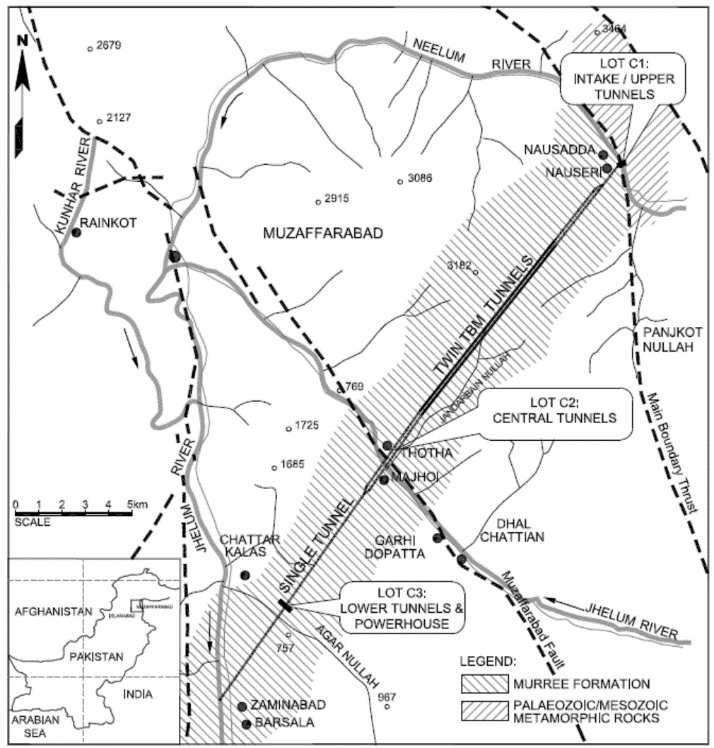 2679
3464
NEELUM
RIVER
N
LOT C1:
INTAKE / UPPER
TUNNELS
2127
NAUSADDA
NAUSERI
KUNHAR RIVER
3086
2915
RAINKOT
MUZAFFARABAD
3182
TWIN TBM TUNNELS
PANJKOT
NULLAH
JANDARBAIN NULLAH
769
LOT C2;
CENTRAL TUNNELS
Main Boundary Thrust
1725
THOTHA
1685
MAJHOI
RIVER
JHELUM
0 1 2 3 4 5km
SCALE
SINGLE TUNNEL
DHAL
CHATTIAN
GARHI
DOPATTA
CHATTAR
KALAS
Muzaffarabad Fault
LOT C3:
LOWER TUNNELS &
POWERHOUSE
JHELUM RIVER
757
AGAR NULLAH
967
ZAMINABAD
BARSALA
AFGHANISTAN
ISLAMABAD
MUZAFFARABAD
PAKISTAN
INDIA
ARABIAN
SEA
LEGEND:
MURREE FORMATION
PALAEOZOIC/MESOZOIC
METAMORPHIC ROCKS